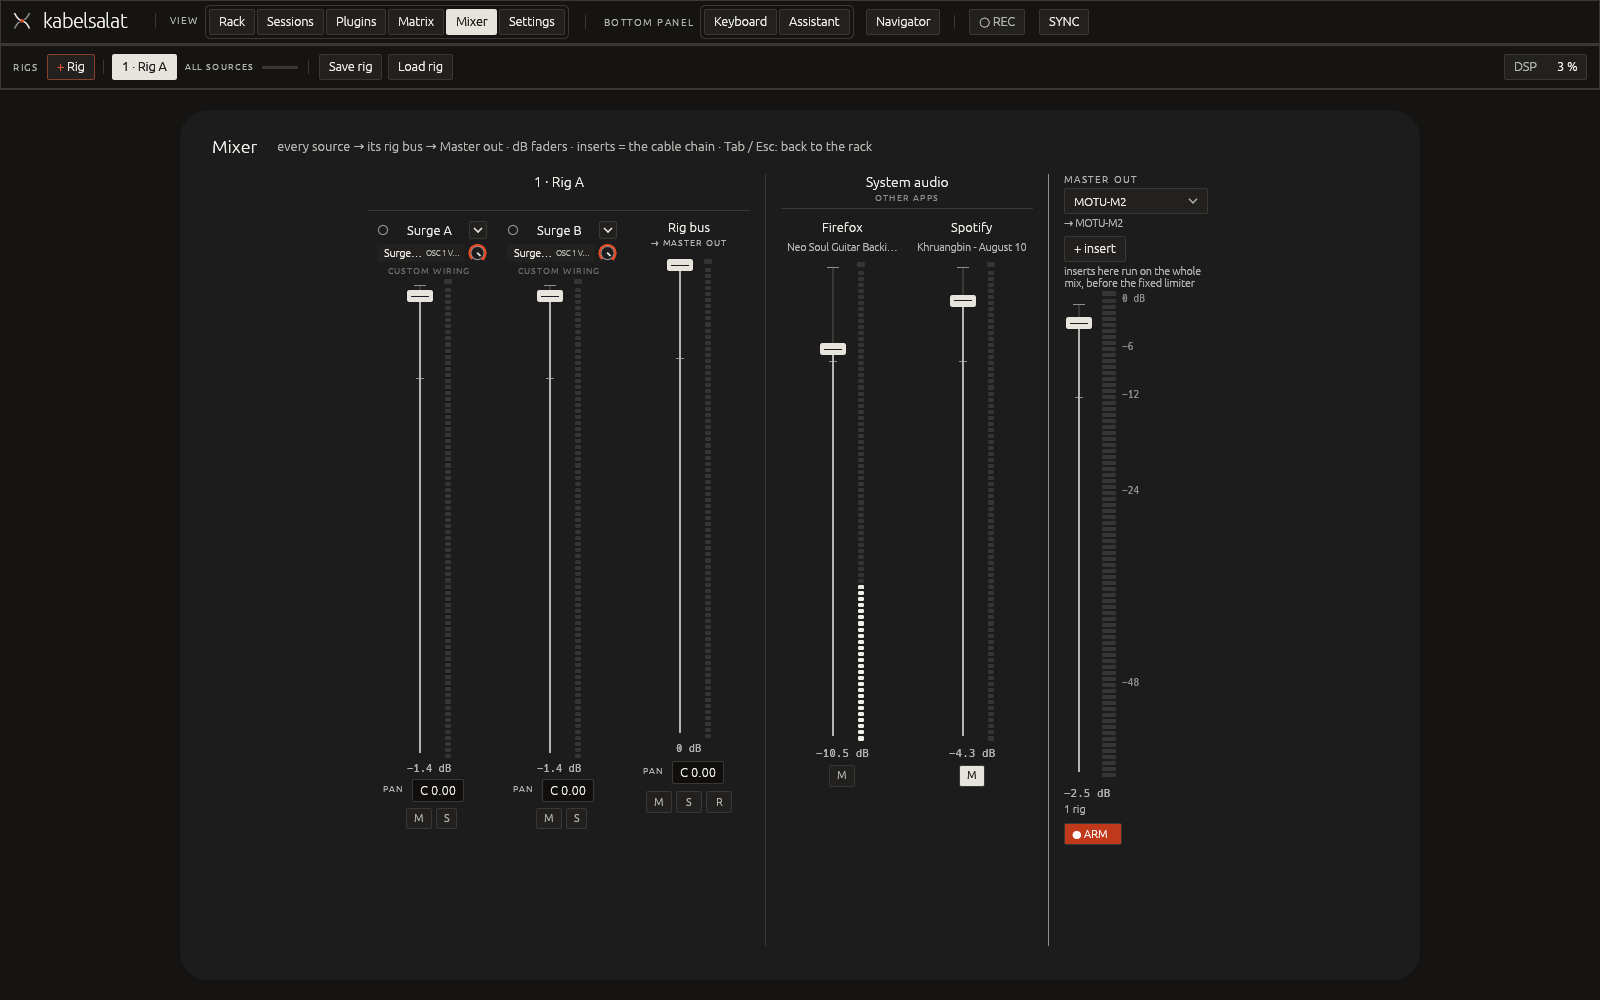 kabelsalat VIEW Rack Sessions Plugins Matrix Mixer Settings BOTTOM PANEL Keyboard Assistant Navigator REC SYNC
RIGS + Rig 1 · Rig A ALL SOURCES Save rig Load rig DSP 3 %
Mixer every source → its rig bus → Master out · dB faders · inserts = the cable chain · Tab / Esc: back to the rack
1 · Rig A
Surge A
Surge... OSC 1 V...
CUSTOM WIRING
-1.4 dB
PAN C 0.00
M S
Surge B
Surge... OSC 1 V...
CUSTOM WIRING
-1.4 dB
PAN C 0.00
M S
Rig bus
→ MASTER OUT
0 dB
PAN C 0.00
M S R
System audio
OTHER APPS
Firefox
Neo Soul Guitar Backi...
-10.5 dB
M
Spotify
Khruangbin - August 10
-4.3 dB
M
MASTER OUT
MOTU-M2
→ MOTU-M2
+ insert
inserts here run on the whole
mix, before the fixed limiter
0 dB
-6
-12
-24
-48
-2.5 dB
1 rig
ARM